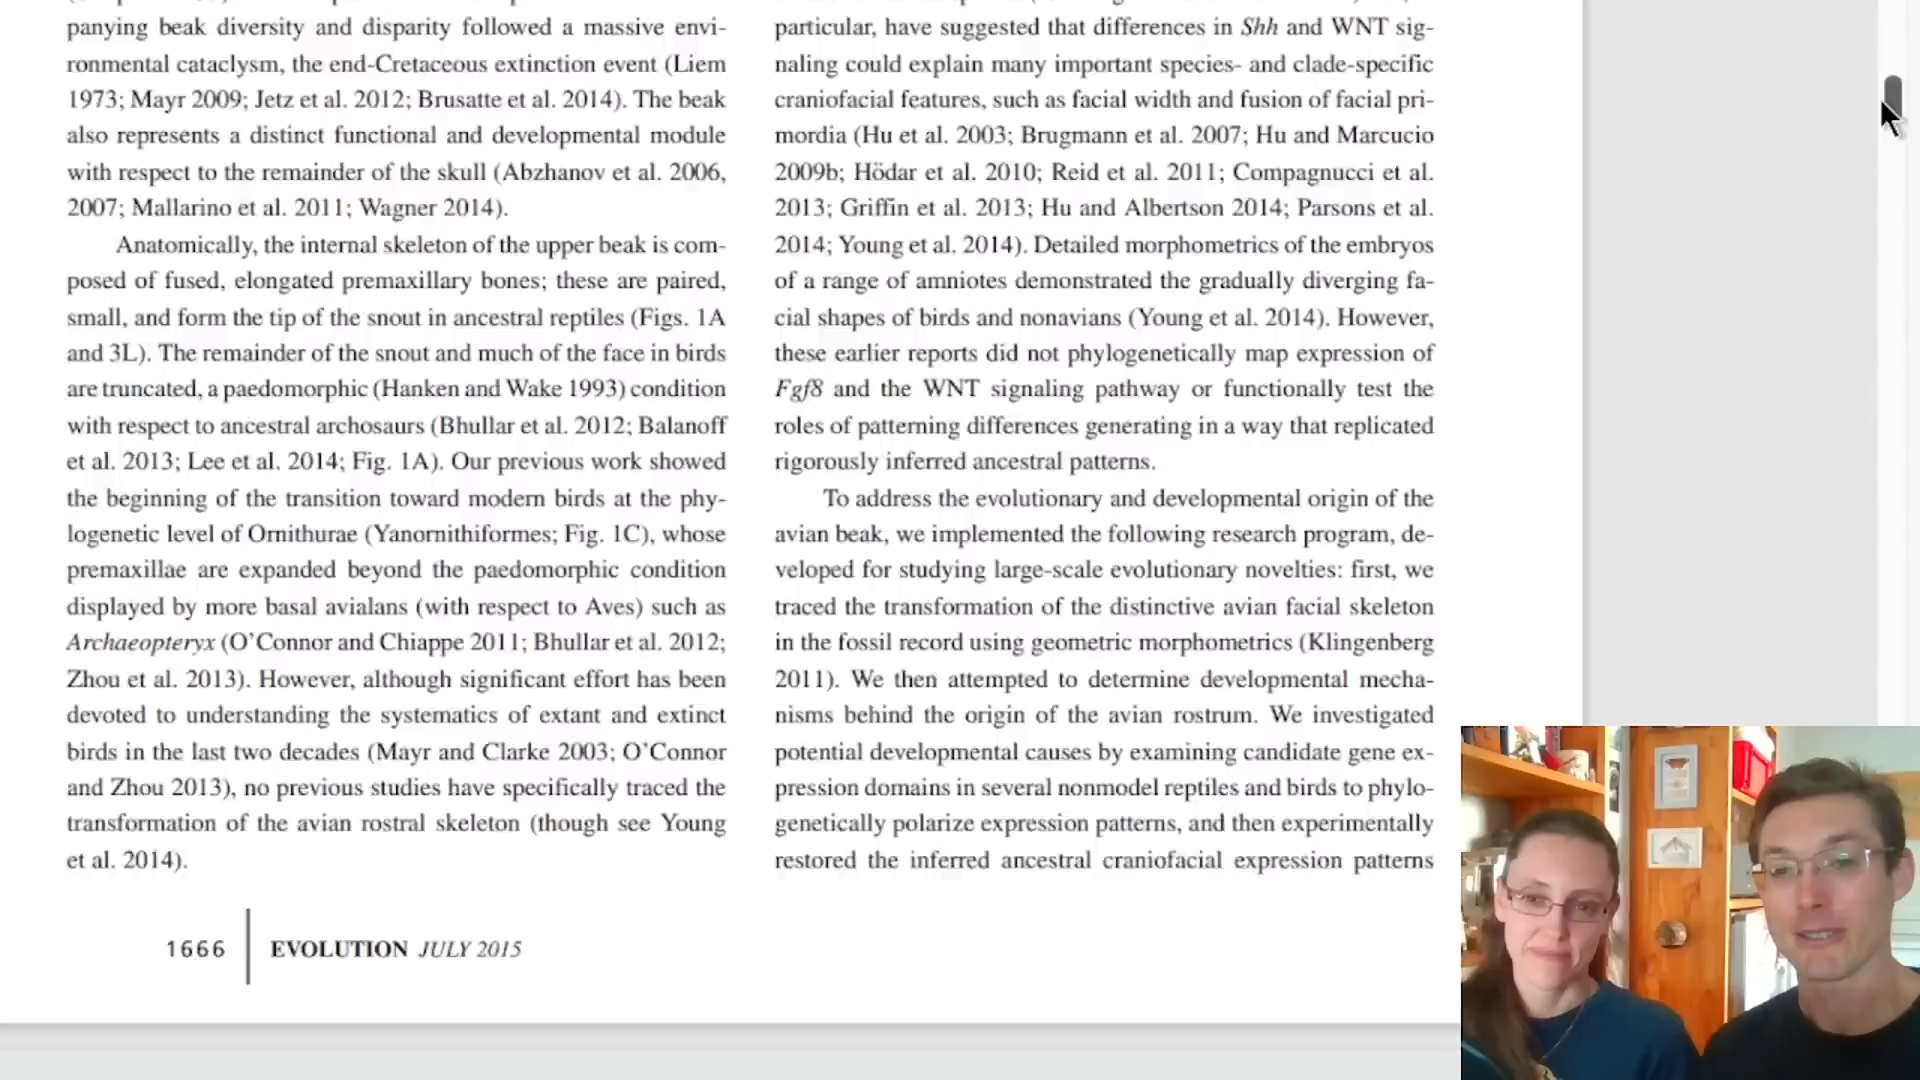 panying beak diversity and disparity followed a massive envi-
ronmental cataclysm, the end-Cretaceous extinction event (Liem
1973; Mayr 2009; Jetz et al. 2012; Brusatte et al. 2014). The beak
also represents a distinct functional and developmental module
with respect to the remainder of the skull (Abzhanov et al. 2006,
2007; Mallarino et al. 2011; Wagner 2014).
Anatomically, the internal skeleton of the upper beak is com-
posed of fused, elongated premaxillary bones; these are paired,
small, and form the tip of the snout in ancestral reptiles (Figs. 1A
and 3L). The remainder of the snout and much of the face in birds
are truncated, a paedomorphic (Hanken and Wake 1993) condition
with respect to ancestral archosaurs (Bhullar et al. 2012; Balanoff
et al. 2013; Lee et al. 2014; Fig. 1A). Our previous work showed
the beginning of the transition toward modern birds at the phy-
logenetic level of Ornithurae (Yanornithiformes; Fig. 1C), whose
premaxillae are expanded beyond the paedomorphic condition
displayed by more basal avialans (with respect to Aves) such as
Archaeopteryx (O'Connor and Chiappe 2011; Bhullar et al. 2012;
Zhou et al. 2013). However, although significant effort has been
devoted to understanding the systematics of extant and extinct
birds in the last two decades (Mayr and Clarke 2003; O'Connor
and Zhou 2013), no previous studies have specifically traced the
transformation of the avian rostral skeleton (though see Young
et al. 2014).
particular, have suggested that differences in Shh and WNT sig-
naling could explain many important species- and clade-specific
craniofacial features, such as facial width and fusion of facial pri-
mordia (Hu et al. 2003; Brugmann et al. 2007; Hu and Marcucio
2009b; Hödar et al. 2010; Reid et al. 2011; Compagnucci et al.
2013; Griffin et al. 2013; Hu and Albertson 2014; Parsons et al.
2014; Young et al. 2014). Detailed morphometrics of the embryos
of a range of amniotes demonstrated the gradually diverging fa-
cial shapes of birds and nonavians (Young et al. 2014). However,
these earlier reports did not phylogenetically map expression of
Fgf8 and the WNT signaling pathway or functionally test the
roles of patterning differences generating in a way that replicated
rigorously inferred ancestral patterns.
To address the evolutionary and developmental origin of the
avian beak, we implemented the following research program, de-
veloped for studying large-scale evolutionary novelties: first, we
traced the transformation of the distinctive avian facial skeleton
in the fossil record using geometric morphometrics (Klingenberg
2011). We then attempted to determine developmental mecha-
nisms behind the origin of the avian rostrum. We investigated
potential developmental causes by examining candidate gene ex-
pression domains in several nonmodel reptiles and birds to phylo-
genetically polarize expression patterns, and then experimentally
restored the inferred ancestral craniofacial expression patterns
1666 EVOLUTION JULY 2015